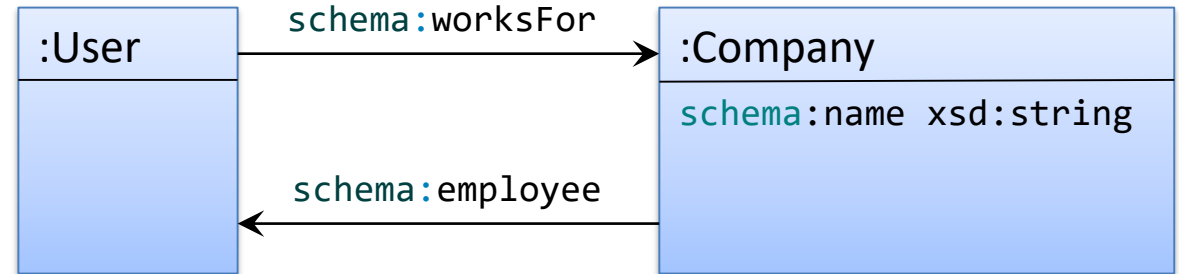 schema:worksFor
:User
:Company
schema:name xsd:string
schema:employee